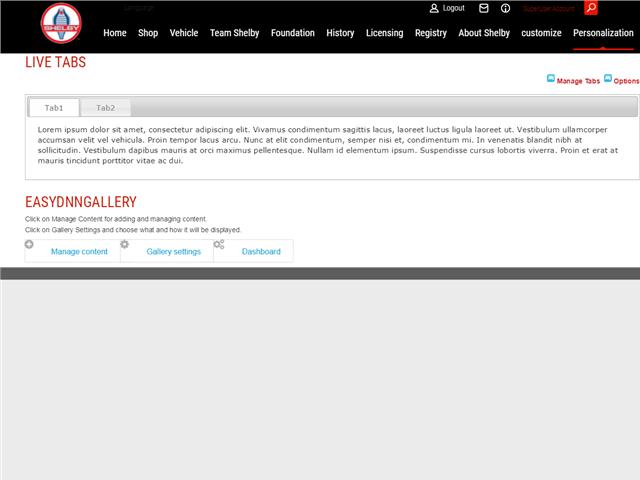 Language
Logout
SuperUser Account
SHELBY
Home Shop Vehicle Team Shelby Foundation History Licensing Registry About Shelby customize Personalization
LIVE TABS
Manage Tabs Options
Tab1 Tab2
Lorem ipsum dolor sit amet, consectetur adipiscing elit. Vivamus condimentum sagittis lacus, laoreet luctus ligula laoreet ut. Vestibulum ullamcorper
accumsan velit vel vehicula. Proin tempor lacus arcu. Nunc at elit condimentum, semper nisi et, condimentum mi. In venenatis blandit nibh at
sollicitudin. Vestibulum dapibus mauris at orci maximus pellentesque. Nullam id elementum ipsum. Suspendisse cursus lobortis viverra. Proin et erat at
mauris tincidunt porttitor vitae ac dui.
EASYDNNGALLERY
Click on Manage Content for adding and managing content.
Click on Gallery Settings and choose what and how it will be displayed.
Manage content Gallery settings Dashboard